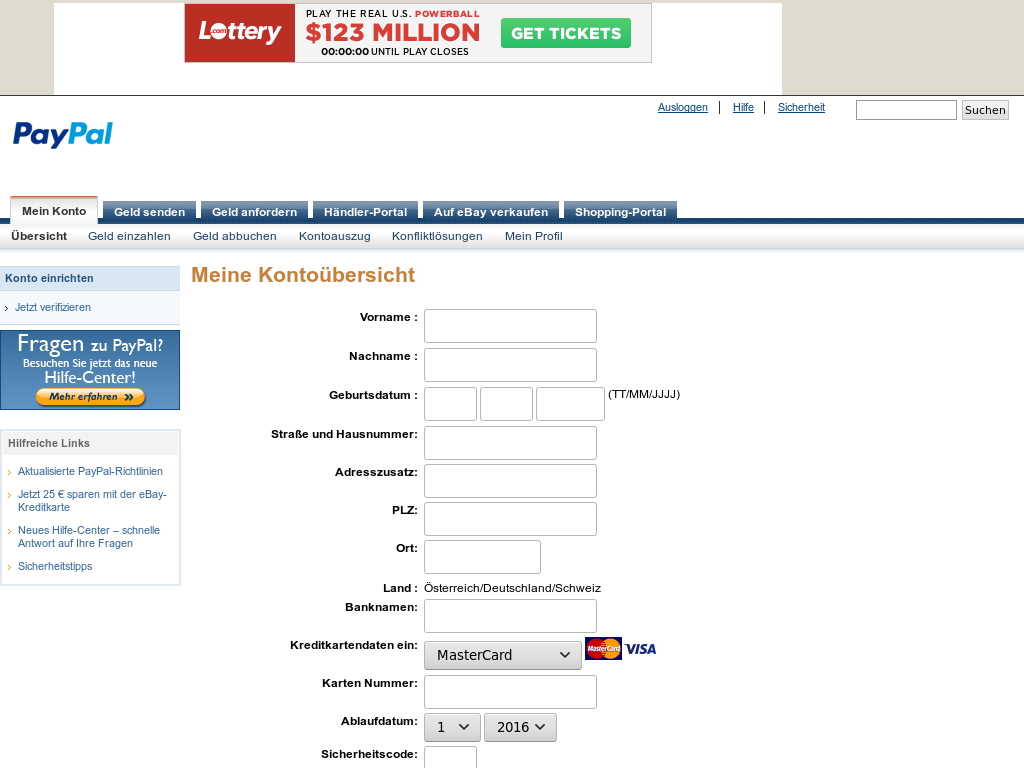 Lottery.com
PLAY THE REAL U.S. POWERBALL
$123 MILLION
00:00:00 UNTIL PLAY CLOSES
GET TICKETS
Ausloggen | Hilfe | Sicherheit
Suchen
PayPal
Mein Konto Geld senden Geld anfordern Händler-Portal Auf eBay verkaufen Shopping-Portal
Übersicht Geld einzahlen Geld abbuchen Kontoauszug Konfliktlösungen Mein Profil
Konto einrichten
Jetzt verifizieren
Fragen zu PayPal?
Besuchen Sie jetzt das neue
Hilfe-Center!
Mehr erfahren
Hilfreiche Links
Aktualisierte PayPal-Richtlinien
Jetzt 25 € sparen mit der eBay-
Kreditkarte
Neues Hilfe-Center – schnelle
Antwort auf Ihre Fragen
Sicherheitstipps
Meine Kontoübersicht
Vorname :
Nachname :
Geburtsdatum : (TT/MM/JJJJ)
Straße und Hausnummer:
Adresszusatz:
PLZ:
Ort:
Land : Österreich/Deutschland/Schweiz
Banknamen:
Kreditkartendaten ein: MasterCard MasterCard VISA
Karten Nummer:
Ablaufdatum: 1 2016
Sicherheitscode: